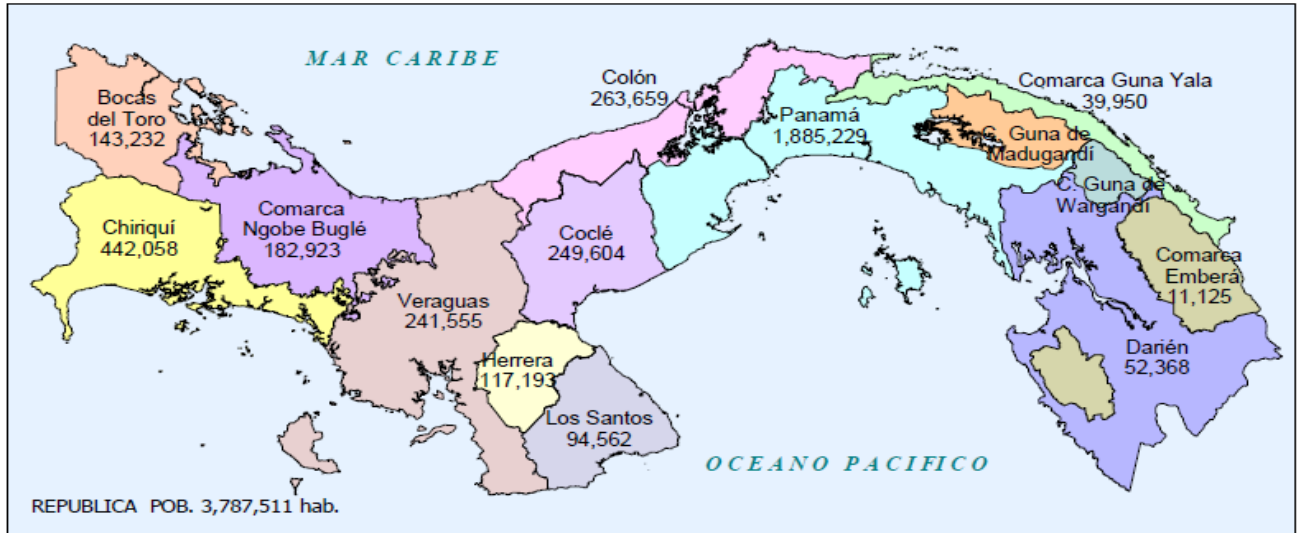 MAR CARIBE
Bocas
del Toro
143,232
Colón
263,659
Comarca Guna Yala
39,950
Panamá
1,885,229
C. Guna de
Madugandí
C. Guna de
Wargandí
Chiriquí
442,058
Comarca
Ngobe Buglé
182,923
Coclé
249,604
Comarca
Emberá
11,125
Veraguas
241,555
Darién
52,368
Herrera
117,193
Los Santos
94,562
OCEANO PACIFICO
REPUBLICA POB. 3,787,511 hab.